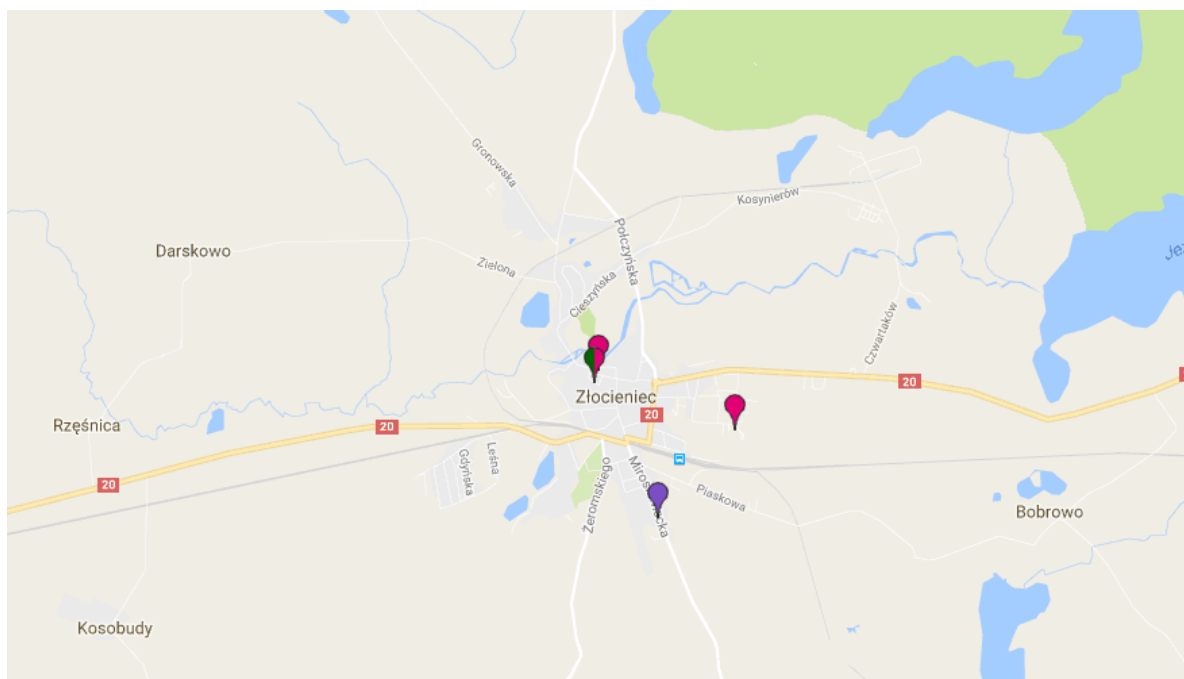 Gronowska
Kosynierów
Połczyńska
Darskowo
Zielona
Cieszyńska
Jez
Czwartaków
20
20
Złocieniec
20
Rzęśnica
20
20
Gdyńska
Leśna
Żeromskiego
Piaskowa
Bobrowo
Kosobudy